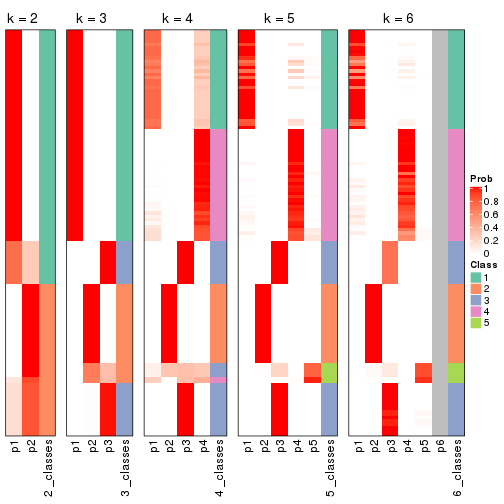 k = 2
k = 3
k = 4
k = 5
k = 6
Prob
1
0.8
0.6
0.4
0.2
0
Class
1
2
3
4
5
p1
p2
2_classes
p1
p2
p3
3_classes
p1
p2
p3
p4
4_classes
p1
p2
p3
p4
p5
5_classes
p1
p2
p3
p4
p5
p6
6_classes